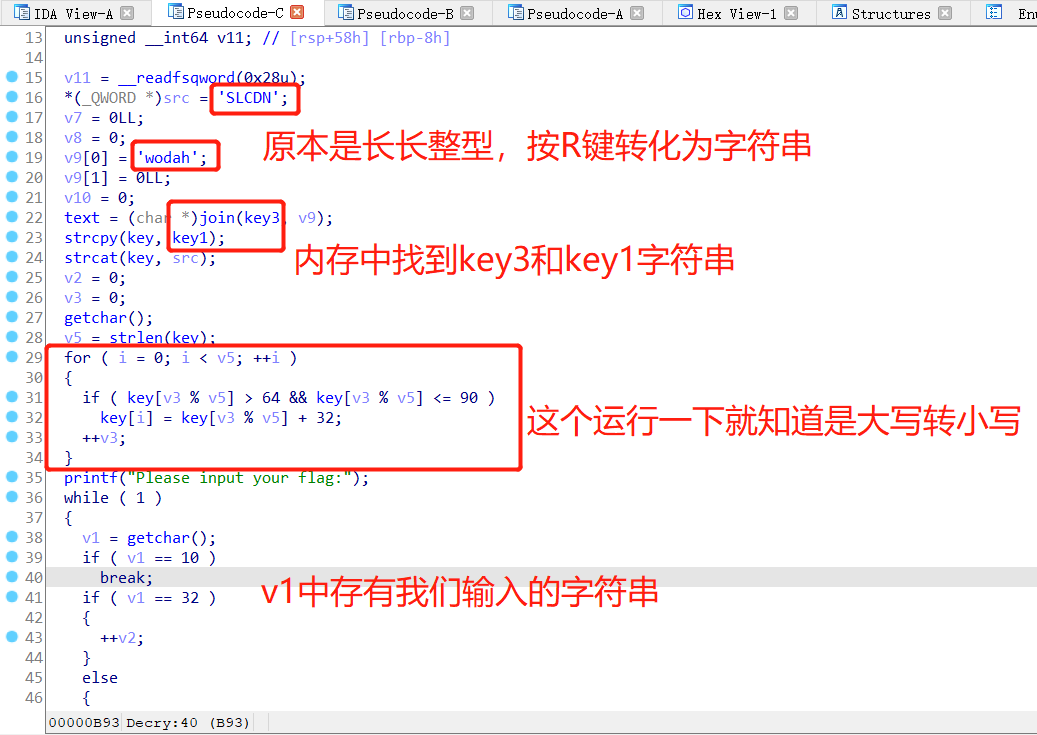 IDA View-A Pseudocode-C Pseudocode-B Pseudocode-A Hex View-1 Structures Enu
13 unsigned __int64 v11; // [rsp+58h] [rbp-8h]
14
15 v11 = __readfsqword(0x28u);
16 *(_QWORD *)src = 'SLCDN';
17 v7 = 0LL;
原本是长长整型，按R键转化为字符串
18 v8 = 0;
19 v9[0] = 'wodah';
20 v9[1] = 0LL;
21 v10 = 0;
22 text = (char *)join(key3, v9);
23 strcpy(key, key1);
内存中找到key3和key1字符串
24 strcat(key, src);
25 v2 = 0;
26 v3 = 0;
27 getchar();
28 v5 = strlen(key);
29 for ( i = 0; i < v5; ++i )
30 {
31 if ( key[v3 % v5] > 64 && key[v3 % v5] <= 90 )
32 key[i] = key[v3 % v5] + 32;
这个运行一下就知道是大写转小写
33 ++v3;
34 }
35 printf("Please input your flag:");
36 while ( 1 )
37 {
38 v1 = getchar();
39 if ( v1 == 10 )
40 break;
v1中存有我们输入的字符串
41 if ( v1 == 32 )
42 {
43 ++v2;
44 }
45 else
46 {
00000B93 Decry:40 (B93)